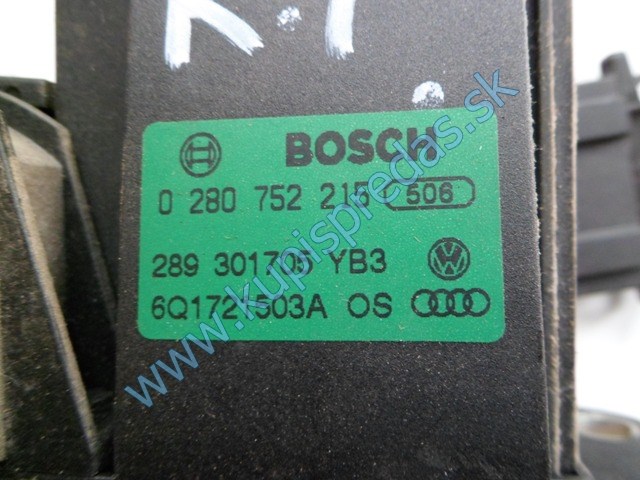 R.T.
BOSCH
0 280 752 215 506
289 301705 YB3
6Q1721503A OS
www.kupispredas.sk